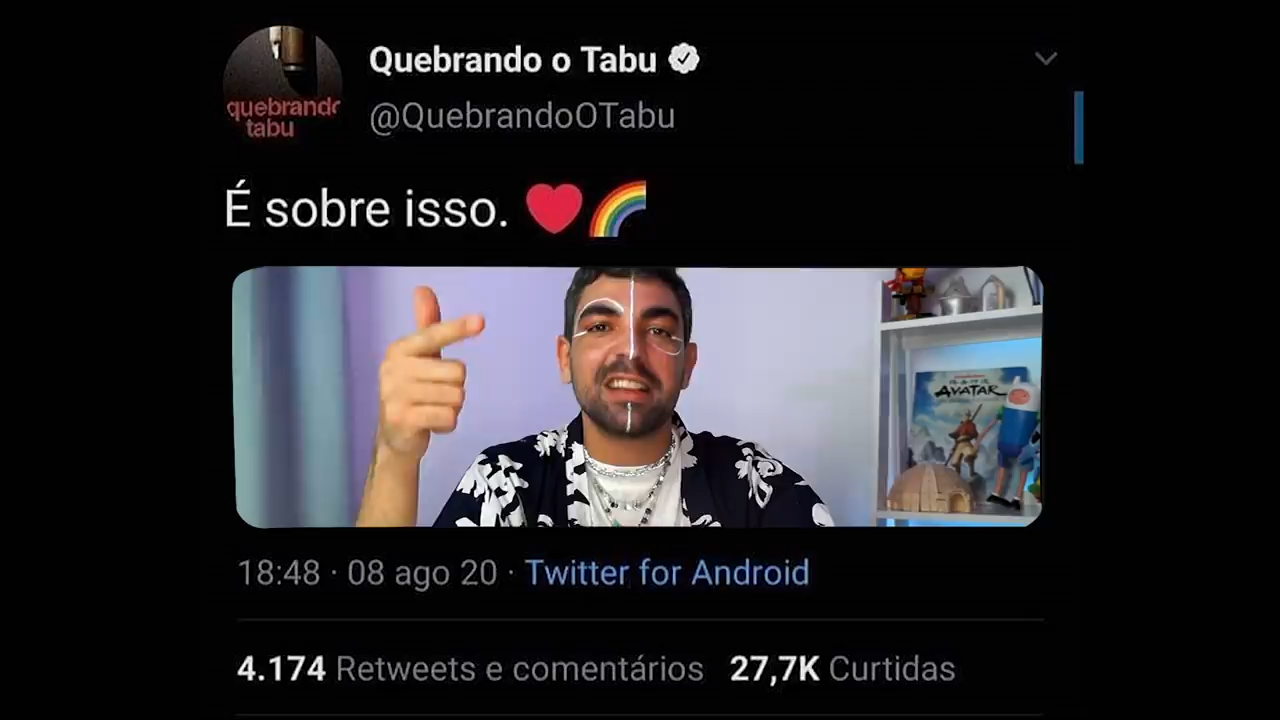 quebrando
tabu
Quebrando o Tabu
@QuebrandoOTabu
É sobre isso. ❤️🌈
AVATAR
18:48 · 08 ago 20 · Twitter for Android
4.174 Retweets e comentários 27,7K Curtidas